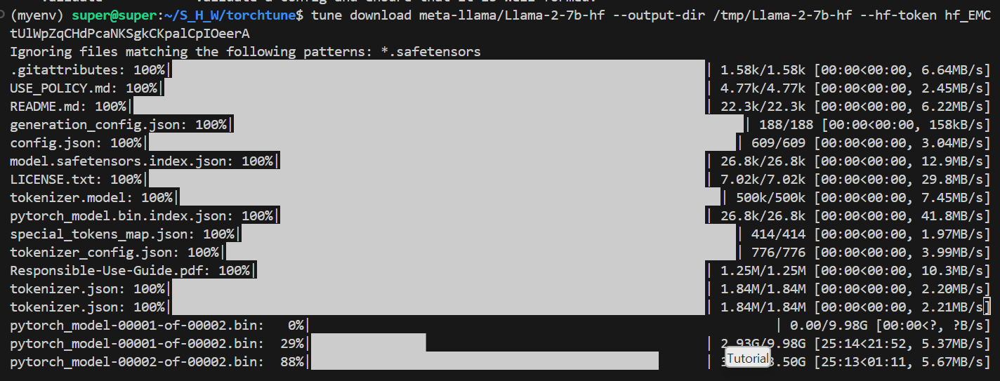 validate Validate a config and ensure that it is well-formed.
(myenv) super@super:~/S_H_W/torchtune$ tune download meta-llama/Llama-2-7b-hf --output-dir /tmp/Llama-2-7b-hf --hf-token hf_EMC
tUlWpZqCHdPcaNKSgkCKpalCpIOeerA
Ignoring files matching the following patterns: *.safetensors
.gitattributes: 100%| | 1.58k/1.58k [00:00<00:00, 6.64MB/s]
USE_POLICY.md: 100%| | 4.77k/4.77k [00:00<00:00, 2.45MB/s]
README.md: 100%| | 22.3k/22.3k [00:00<00:00, 6.22MB/s]
generation_config.json: 100%| | 188/188 [00:00<00:00, 158kB/s]
config.json: 100%| | 609/609 [00:00<00:00, 3.04MB/s]
model.safetensors.index.json: 100%| | 26.8k/26.8k [00:00<00:00, 12.9MB/s]
LICENSE.txt: 100%| | 7.02k/7.02k [00:00<00:00, 29.8MB/s]
tokenizer.model: 100%| | 500k/500k [00:00<00:00, 7.45MB/s]
pytorch_model.bin.index.json: 100%| | 26.8k/26.8k [00:00<00:00, 41.8MB/s]
special_tokens_map.json: 100%| | 414/414 [00:00<00:00, 1.97MB/s]
tokenizer_config.json: 100%| | 776/776 [00:00<00:00, 3.99MB/s]
Responsible-Use-Guide.pdf: 100%| | 1.25M/1.25M [00:00<00:00, 10.3MB/s]
tokenizer.json: 100%| | 1.84M/1.84M [00:00<00:00, 2.20MB/s]
tokenizer.json: 100%| | 1.84M/1.84M [00:00<00:00, 2.21MB/s]
pytorch_model-00001-of-00002.bin: 0%| | 0.00/9.98G [00:00<?, ?B/s]
pytorch_model-00001-of-00002.bin: 29%| | 2.93G/9.98G [25:14<21:52, 5.37MB/s]
pytorch_model-00002-of-00002.bin: 88%| | [25:13<01:11, 5.67MB/s]
Tutorial